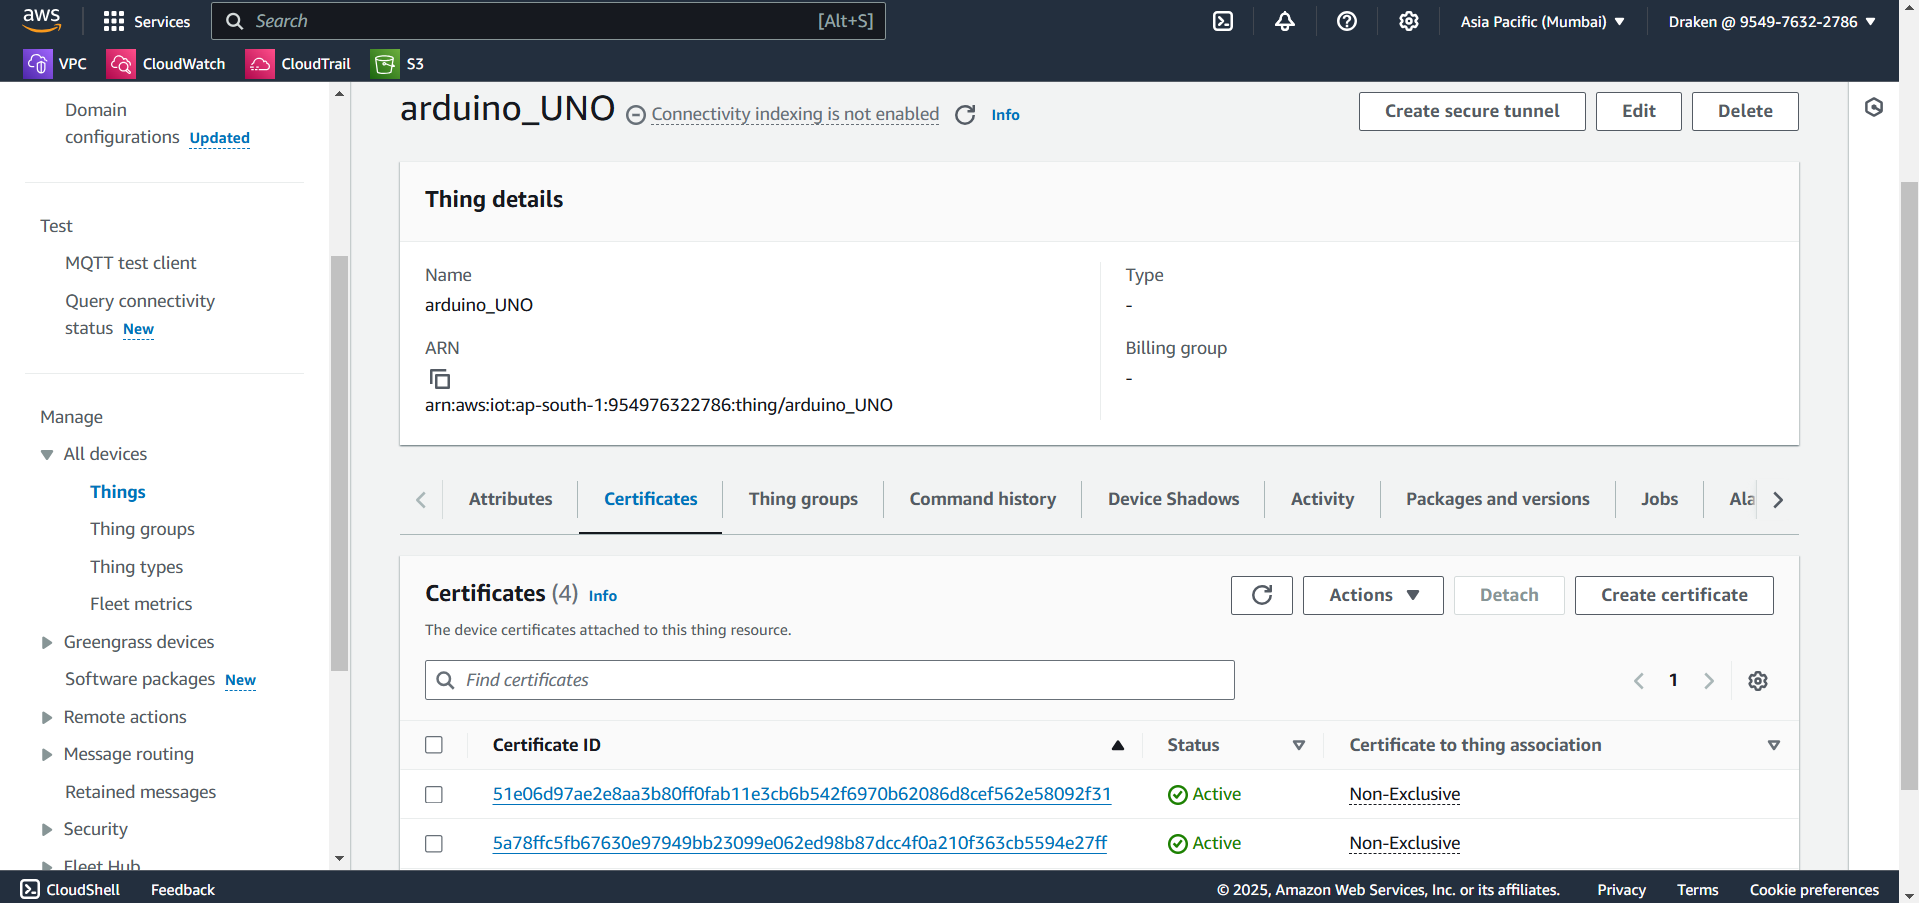 aws
Services
Search
[Alt+S]
Asia Pacific (Mumbai)
Draken @ 9549-7632-2786
VPC
CloudWatch
CloudTrail
S3
Domain
configurations Updated
Test
MQTT test client
Query connectivity
status New
Manage
All devices
Things
Thing groups
Thing types
Fleet metrics
Greengrass devices
Software packages New
Remote actions
Message routing
Retained messages
Security
Fleet Hub
arduino_UNO
Connectivity indexing is not enabled
Info
Create secure tunnel
Edit
Delete
Thing details
Name
arduino_UNO
ARN
arn:aws:iot:ap-south-1:954976322786:thing/arduino_UNO
Type
-
Billing group
-
Attributes
Certificates
Thing groups
Command history
Device Shadows
Activity
Packages and versions
Jobs
Ala
Certificates (4) Info
Actions
Detach
Create certificate
The device certificates attached to this thing resource.
Find certificates
1
Certificate ID
Status
Certificate to thing association
51e06d97ae2e8aa3b80ff0fab11e3cb6b542f6970b62086d8cef562e58092f31
Active
Non-Exclusive
5a78ffc5fb67630e97949bb23099e062ed98b87dcc4f0a210f363cb5594e27ff
Active
Non-Exclusive
CloudShell
Feedback
© 2025, Amazon Web Services, Inc. or its affiliates.
Privacy
Terms
Cookie preferences